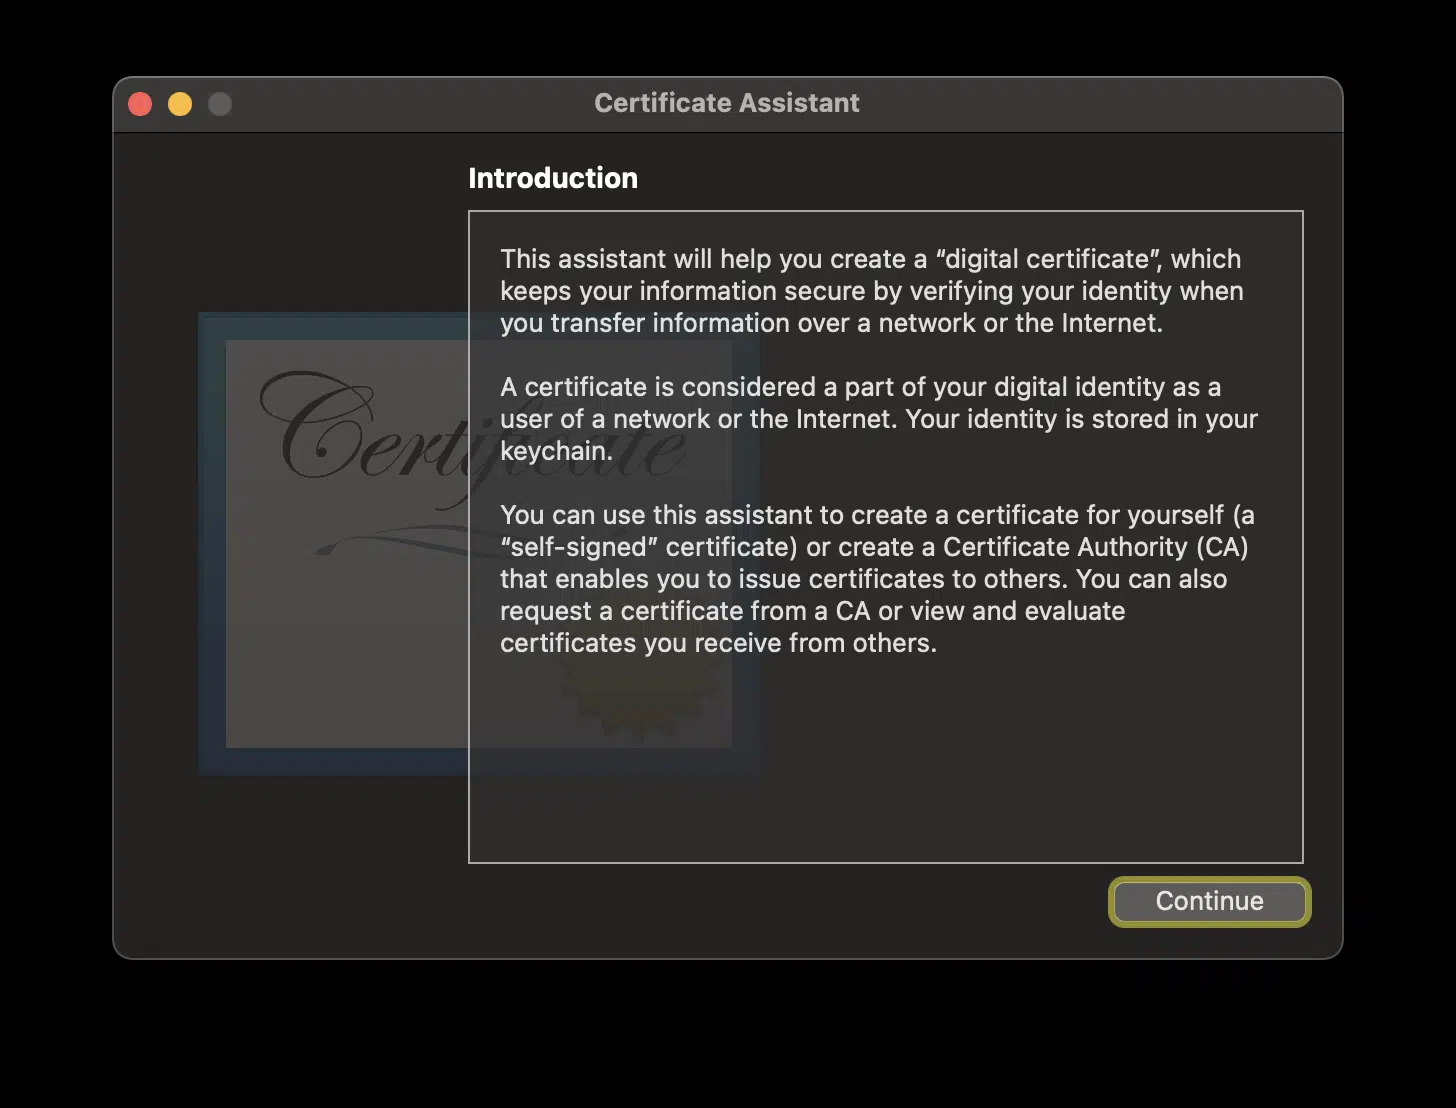 Certificate Assistant
Introduction
This assistant will help you create a “digital certificate”, which
keeps your information secure by verifying your identity when
you transfer information over a network or the Internet.
A certificate is considered a part of your digital identity as a
user of a network or the Internet. Your identity is stored in your
keychain.
You can use this assistant to create a certificate for yourself (a
“self-signed” certificate) or create a Certificate Authority (CA)
that enables you to issue certificates to others. You can also
request a certificate from a CA or view and evaluate
certificates you receive from others.
Certificate
Continue